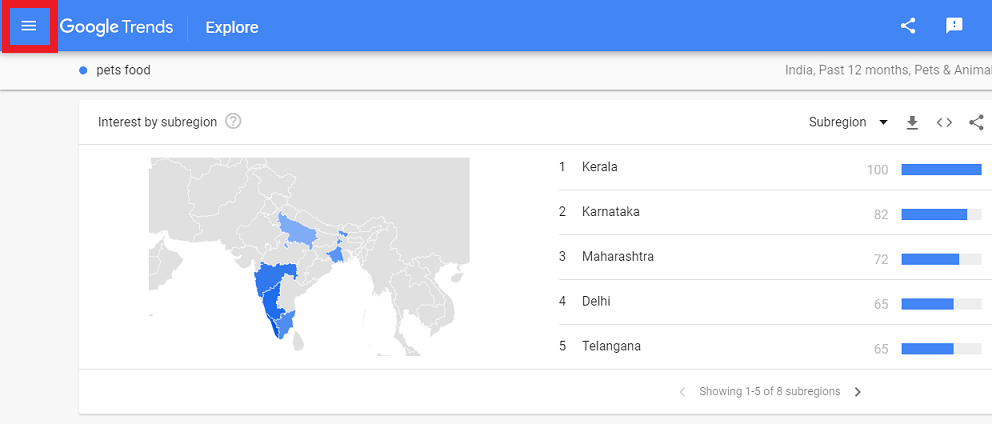 Google Trends Explore
pets food
India, Past 12 months, Pets & Anima
Interest by subregion
Subregion
1 Kerala 100
2 Karnataka 82
3 Maharashtra 72
4 Delhi 65
5 Telangana 65
Showing 1-5 of 8 subregions